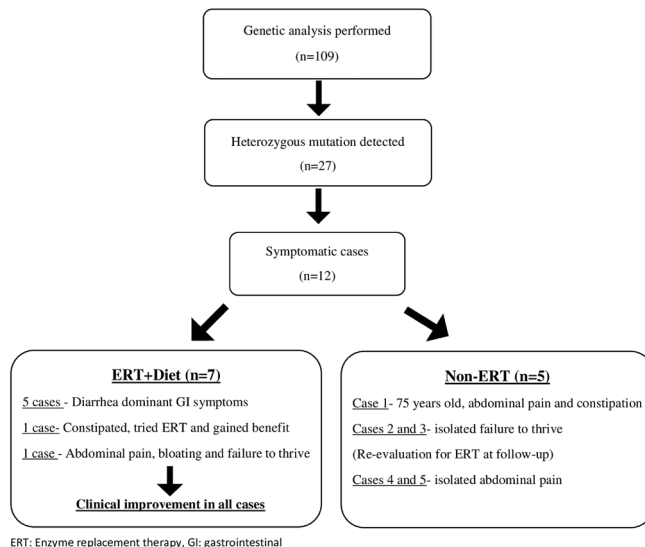 Genetic analysis performed
(n=109)
Heterozygous mutation detected
(n=27)
Symptomatic cases
(n=12)
ERT+Diet (n=7)
5 cases - Diarrhea dominant GI symptoms
1 case- Constipated, tried ERT and gained benefit
1 case - Abdominal pain, bloating and failure to thrive
Clinical improvement in all cases
Non-ERT (n=5)
Case 1- 75 years old, abdominal pain and constipation
Cases 2 and 3- isolated failure to thrive
(Re-evaluation for ERT at follow-up)
Cases 4 and 5- isolated abdominal pain
ERT: Enzyme replacement therapy, GI: gastrointestinal